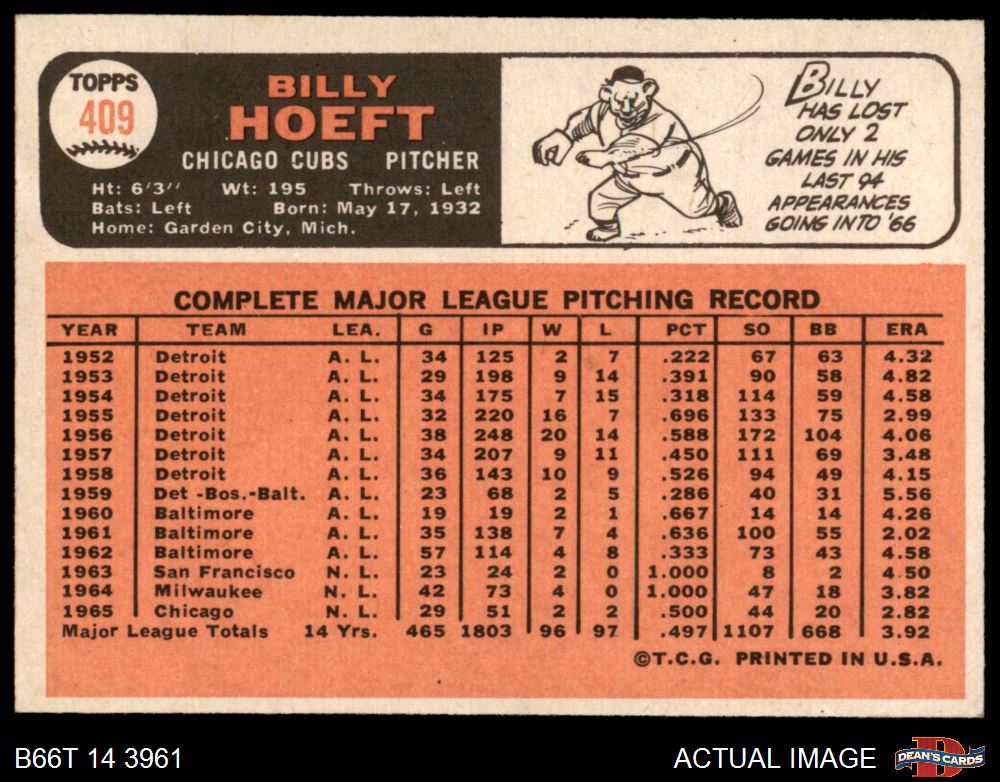 TOPPS
409
BILLY
HOEFT
CHICAGO CUBS PITCHER
Ht: 6'3'' Wt: 195 Throws: Left
Bats: Left Born: May 17, 1932
Home: Garden City, Mich.
BILLY
HAS LOST
ONLY 2
GAMES IN HIS
LAST 94
APPEARANCES
GOING INTO '66
COMPLETE MAJOR LEAGUE PITCHING RECORD
YEAR TEAM LEA. G IP W L PCT SO BB ERA
1952 Detroit A. L. 34 125 2 7 .222 67 63 4.32
1953 Detroit A. L. 29 198 9 14 .391 90 58 4.82
1954 Detroit A. L. 34 175 7 15 .318 114 59 4.58
1955 Detroit A. L. 32 220 16 7 .696 133 75 2.99
1956 Detroit A. L. 38 248 20 14 .588 172 104 4.06
1957 Detroit A. L. 34 207 9 11 .450 111 69 3.48
1958 Detroit A. L. 36 143 10 9 .526 94 49 4.15
1959 Det -Bos.-Balt. A. L. 23 68 2 5 .286 40 31 5.56
1960 Baltimore A. L. 19 19 2 1 .667 14 14 4.26
1961 Baltimore A. L. 35 138 7 4 .636 100 55 2.02
1962 Baltimore A. L. 57 114 4 8 .333 73 43 4.58
1963 San Francisco N. L. 23 24 2 0 1.000 8 2 4.50
1964 Milwaukee N. L. 42 73 4 0 1.000 47 18 3.82
1965 Chicago N. L. 29 51 2 2 .500 44 20 2.82
Major League Totals 14 Yrs. 465 1803 96 97 .497 1107 668 3.92
©T.C.G. PRINTED IN U.S.A.
B66T 14 3961
ACTUAL IMAGE
D
DEAN'S CARDS